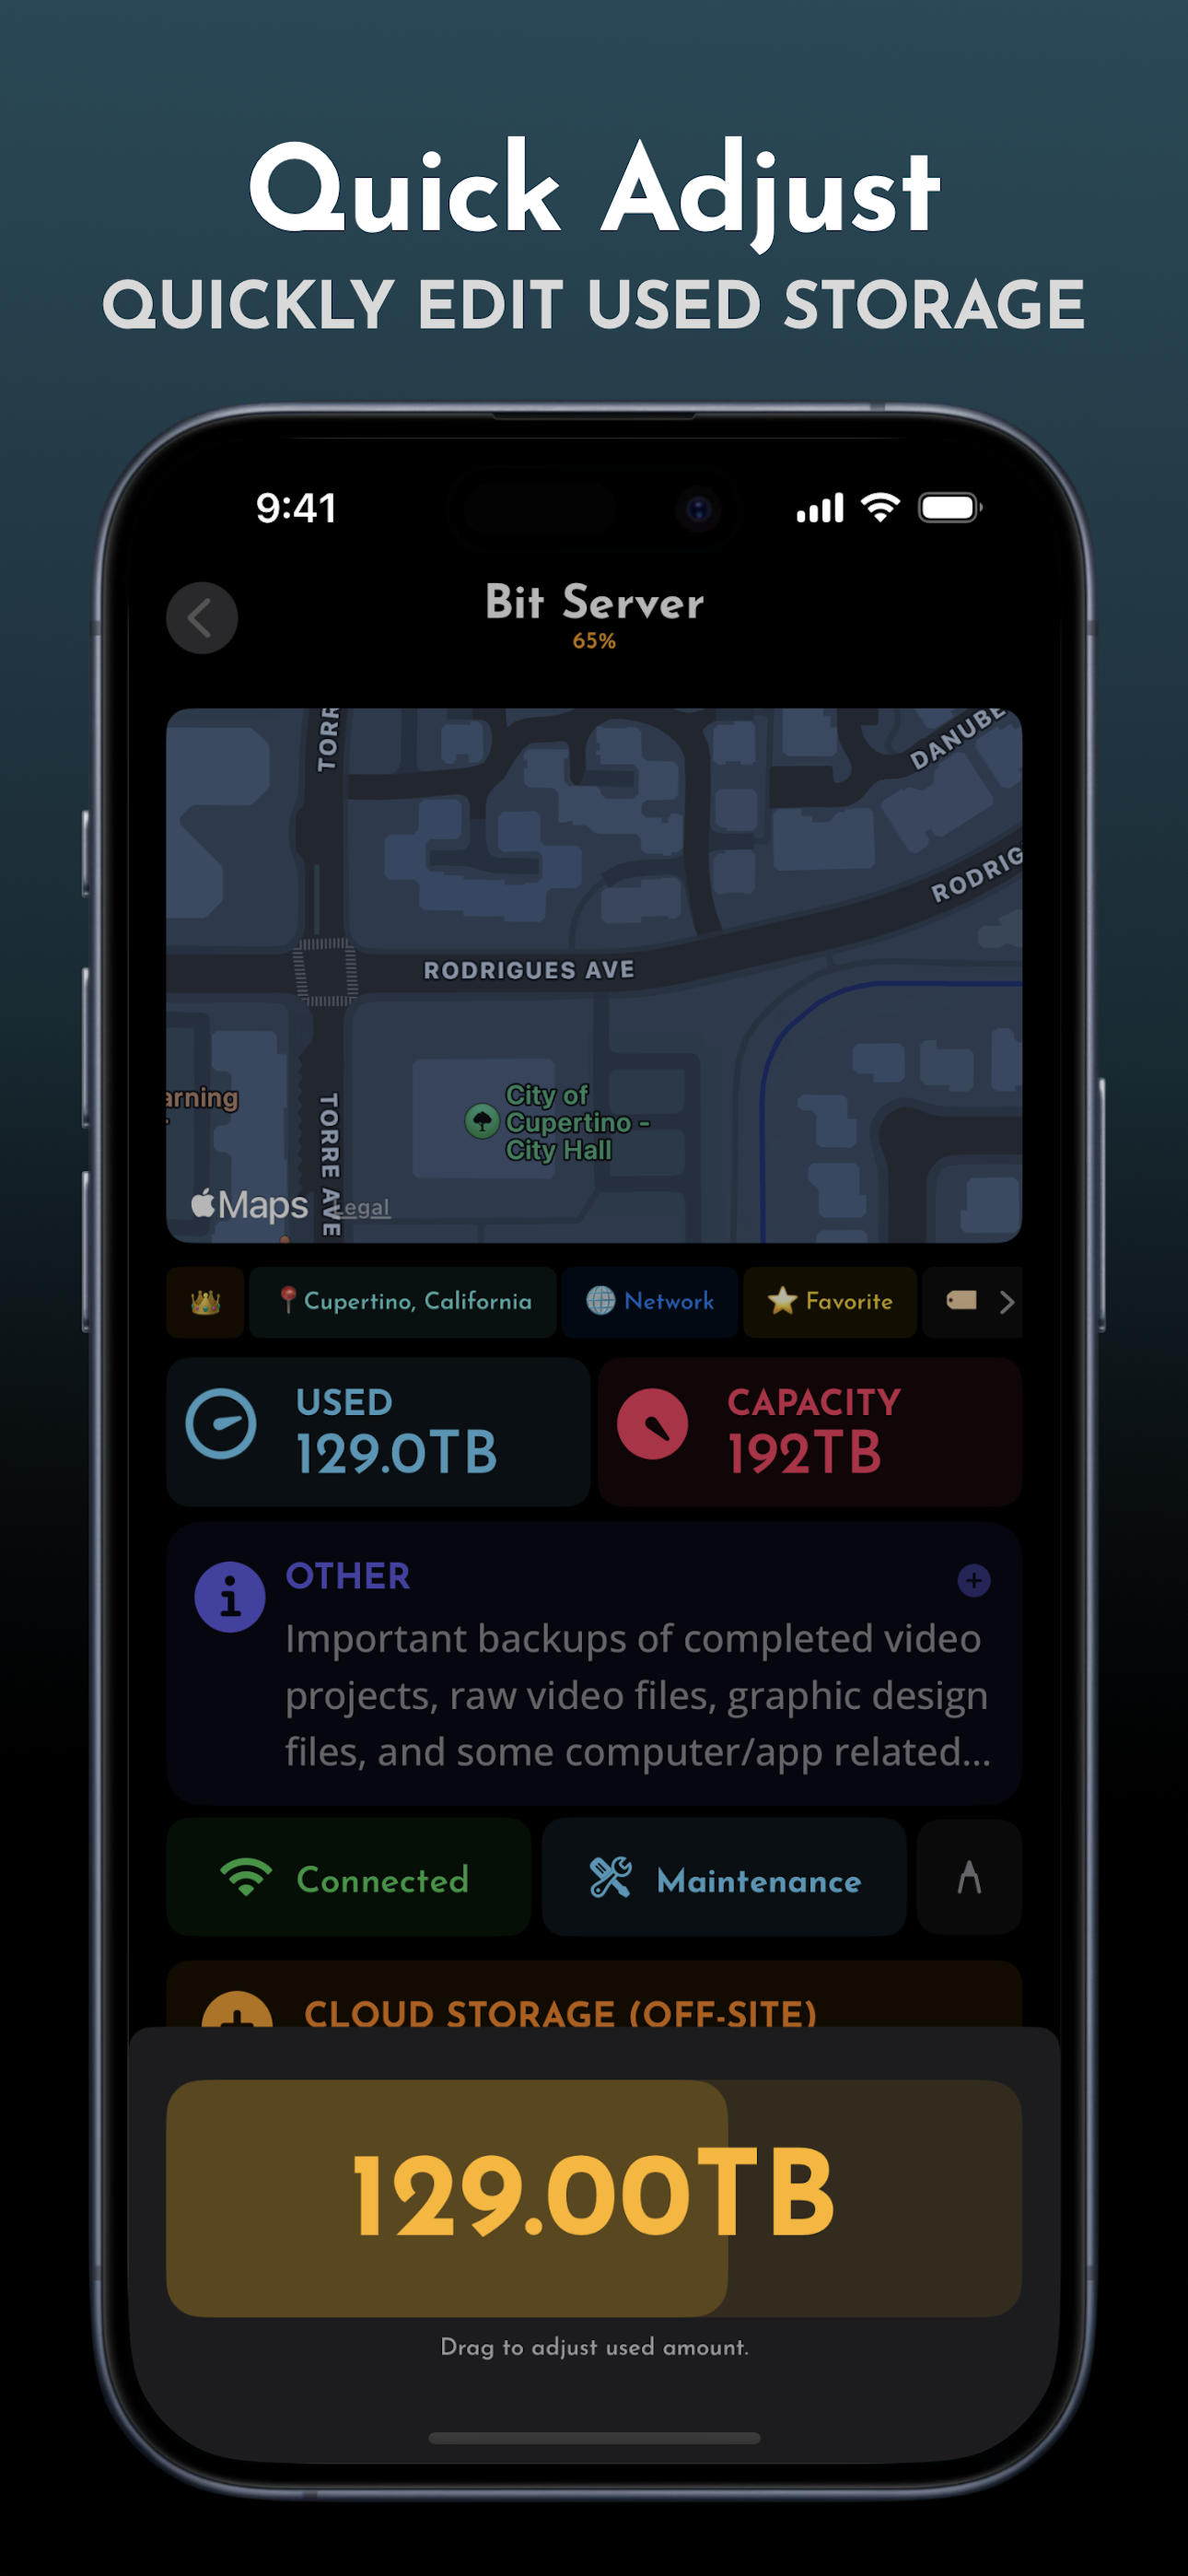 Quick Adjust
QUICKLY EDIT USED STORAGE
9:41
Bit Server
65%
DANUBE
RODRIG
RODRIGUES AVE
City of
Cupertino -
City Hall
TORRE AVE
Maps
Legal
Cupertino, California
Network
Favorite
USED
129.0TB
CAPACITY
192TB
OTHER
Important backups of completed video
projects, raw video files, graphic design
files, and some computer/app related...
Connected
Maintenance
CLOUD STORAGE (OFF-SITE)
129.00TB
Drag to adjust used amount.